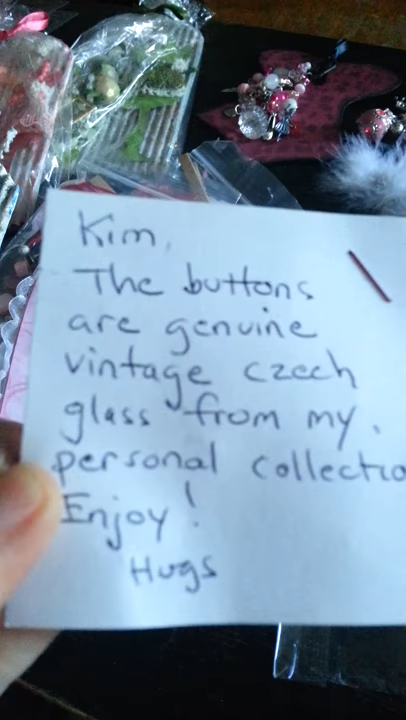 Kim,
The buttons
are genuine
vintage czech
glass from my
personal collectio
Enjoy!
Hugs